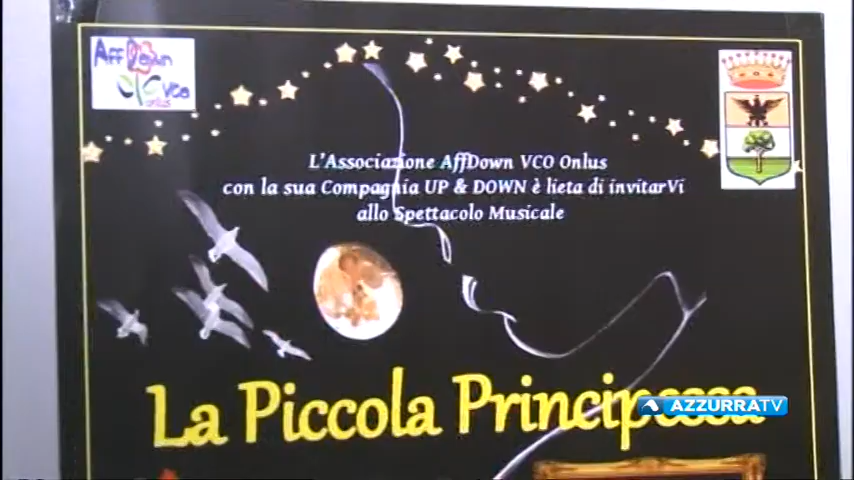 AffDown
VCO
onlus
L'Associazione AffDown VCO Onlus
con la sua Compagnia UP & DOWN è lieta di invitarVi
allo Spettacolo Musicale
La Piccola Principessa
AZZURRATV